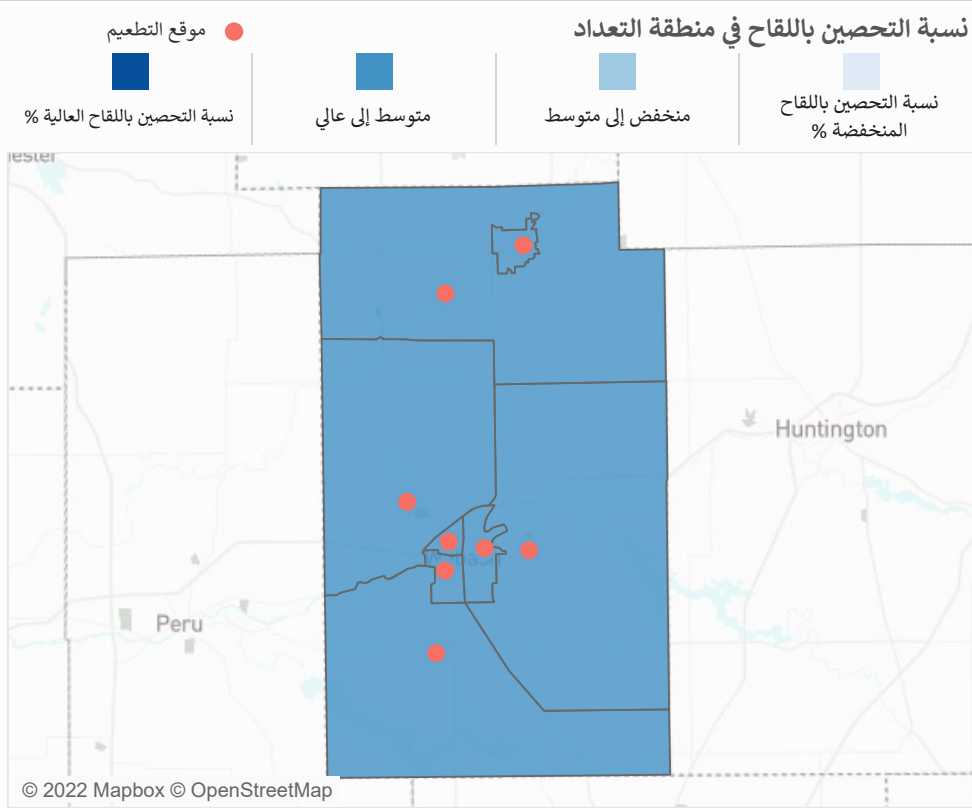 نسبة التحصين باللقاح في منطقة التعداد
موقع التطعيم
نسبة التحصين باللقاح المنخفضة %
منخفض إلى متوسط
متوسط إلى عالي
نسبة التحصين باللقاح العالية %
Huntington
Peru
© 2022 Mapbox © OpenStreetMap